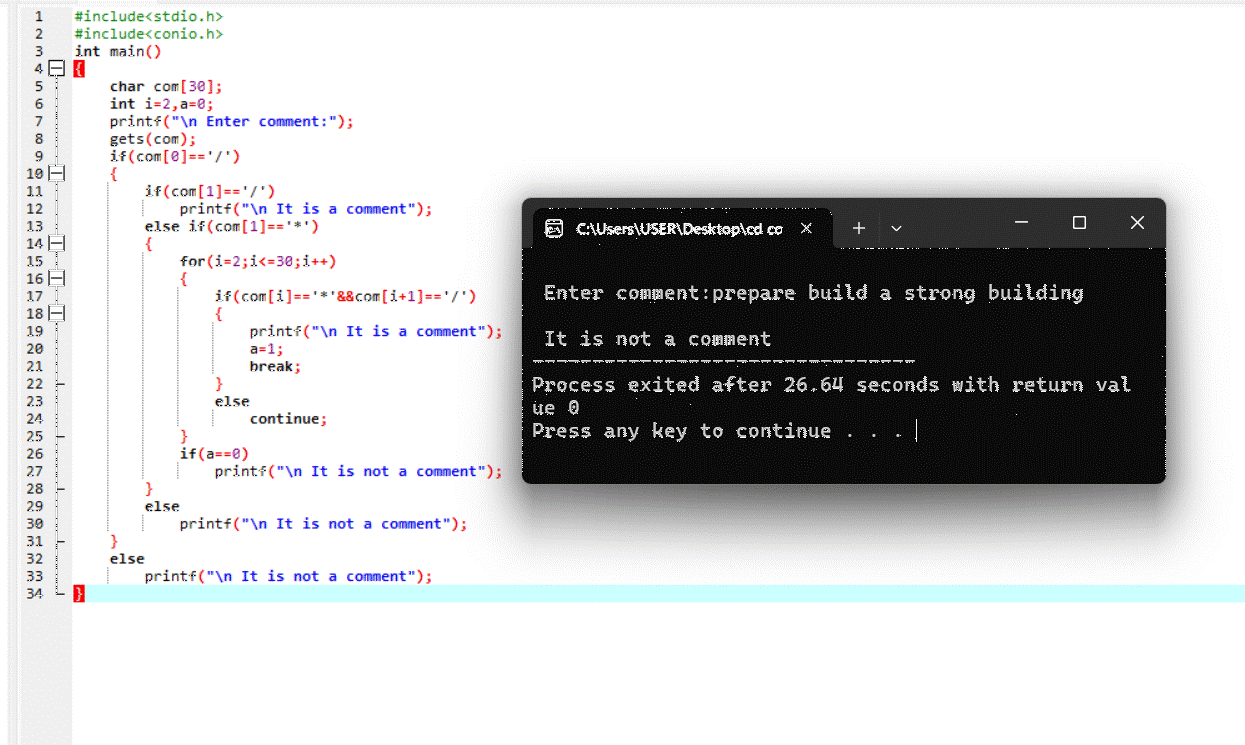 1 #include<stdio.h>
2 #include<conio.h>
3 int main()
4 {
5 char com[30];
6 int i=2,a=0;
7 printf("\n Enter comment:");
8 gets(com);
9 if(com[0]=='/')
10 {
11 if(com[1]=='/')
12 printf("\n It is a comment");
13 else if(com[1]=='*')
14 {
15 for(i=2;i<=30;i++)
16 {
17 if(com[i]=='*'&&com[i+1]=='/')
18 {
19 printf("\n It is a comment");
20 a=1;
21 break;
22 }
23 else
24 continue;
25 }
26 if(a==0)
27 printf("\n It is not a comment");
28 }
29 else
30 printf("\n It is not a comment");
31 }
32 else
33 printf("\n It is not a comment");
34 }
C:\Users\USER\Desktop\cd co
Enter comment:prepare build a strong building
It is not a comment
--------------------------------
Process exited after 26.64 seconds with return val
ue 0
Press any key to continue . . .